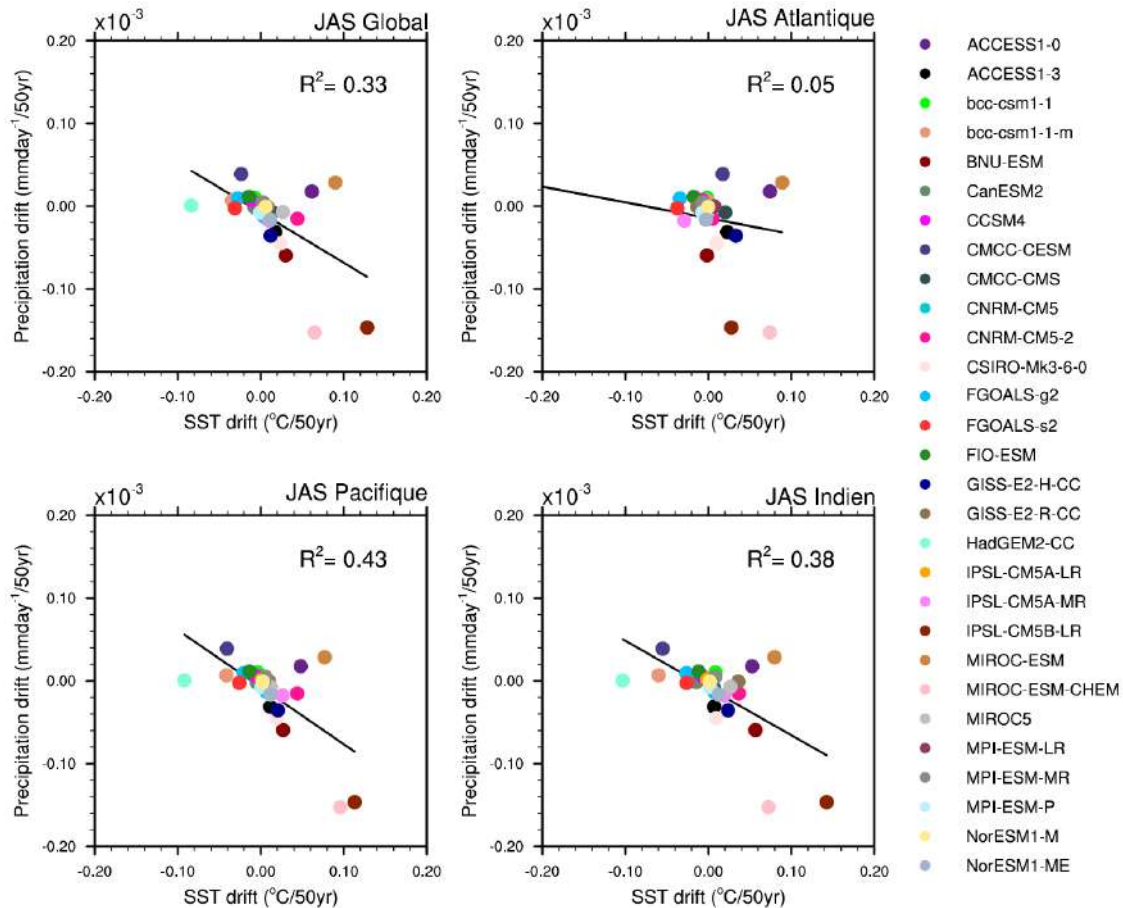 x10-3 JAS Global
0.20
0.10
0.00
-0.10
-0.20
Precipitation drift (mmday-1/50yr)
R2= 0.33
-0.20 -0.10 0.00 0.10 0.20
SST drift (oC/50yr)
x10-3 JAS Atlantique
0.20
0.10
0.00
-0.10
-0.20
Precipitation drift (mmday-1/50yr)
R2= 0.05
-0.20 -0.10 0.00 0.10 0.20
SST drift (oC/50yr)
x10-3 JAS Pacifique
0.20
0.10
0.00
-0.10
-0.20
Precipitation drift (mmday-1/50yr)
R2= 0.43
-0.20 -0.10 0.00 0.10 0.20
SST drift (oC/50yr)
x10-3 JAS Indien
0.20
0.10
0.00
-0.10
-0.20
Precipitation drift (mmday-1/50yr)
R2= 0.38
-0.20 -0.10 0.00 0.10 0.20
SST drift (oC/50yr)
ACCESS1-0
ACCESS1-3
bcc-csm1-1
bcc-csm1-1-m
BNU-ESM
CanESM2
CCSM4
CMCC-CESM
CMCC-CMS
CNRM-CM5
CNRM-CM5-2
CSIRO-Mk3-6-0
FGOALS-g2
FGOALS-s2
FIO-ESM
GISS-E2-H-CC
GISS-E2-R-CC
HadGEM2-CC
IPSL-CM5A-LR
IPSL-CM5A-MR
IPSL-CM5B-LR
MIROC-ESM
MIROC-ESM-CHEM
MIROC5
MPI-ESM-LR
MPI-ESM-MR
MPI-ESM-P
NorESM1-M
NorESM1-ME